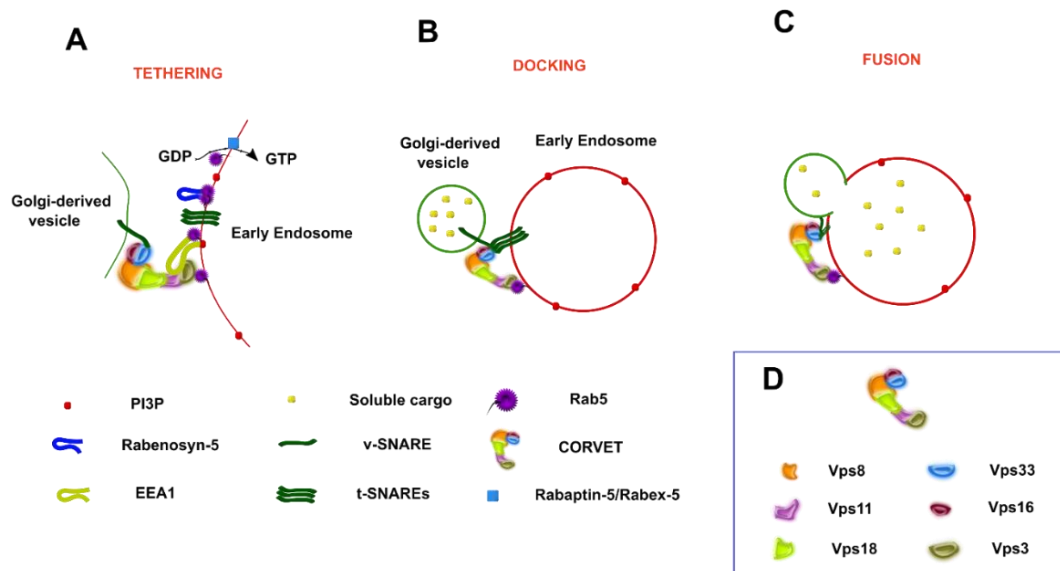 A
TETHERING
GDP
GTP
Golgi-derived
vesicle
Early Endosome
B
DOCKING
Golgi-derived
vesicle
Early Endosome
C
FUSION
PI3P
Soluble cargo
Rab5
Rabenosyn-5
v-SNARE
CORVET
EEA1
t-SNAREs
Rabaptin-5/Rabex-5
D
Vps8
Vps33
Vps11
Vps16
Vps18
Vps3